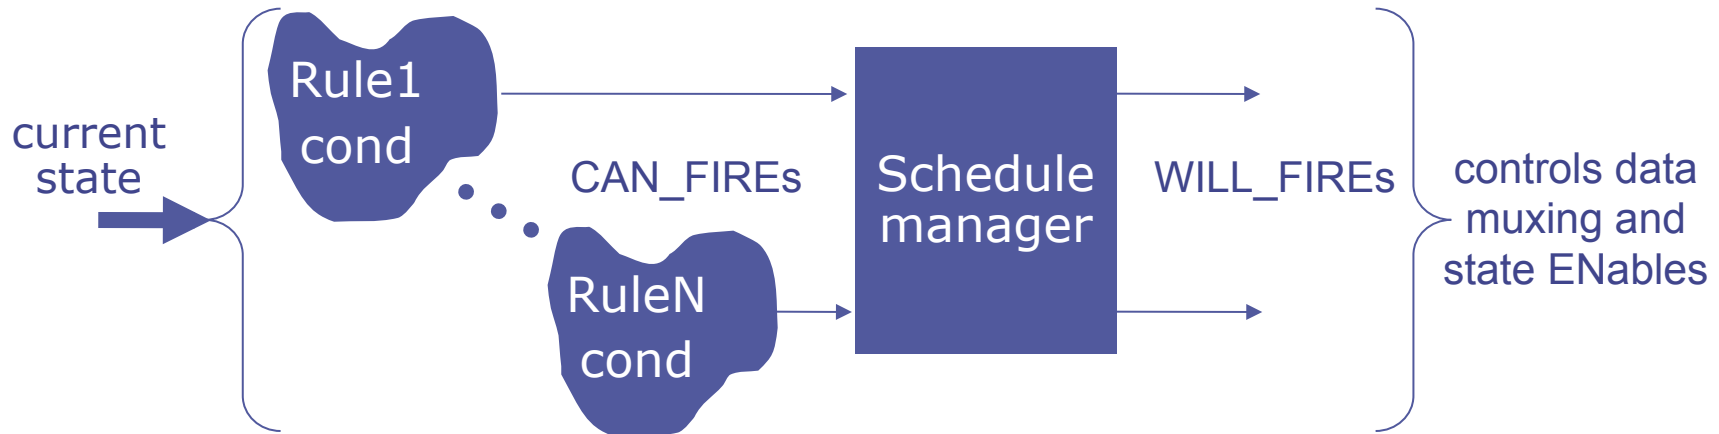 current
state
Rule1
cond
CAN_FIREs
RuleN
cond
Schedule
manager
WILL_FIREs
controls data
muxing and
state ENables